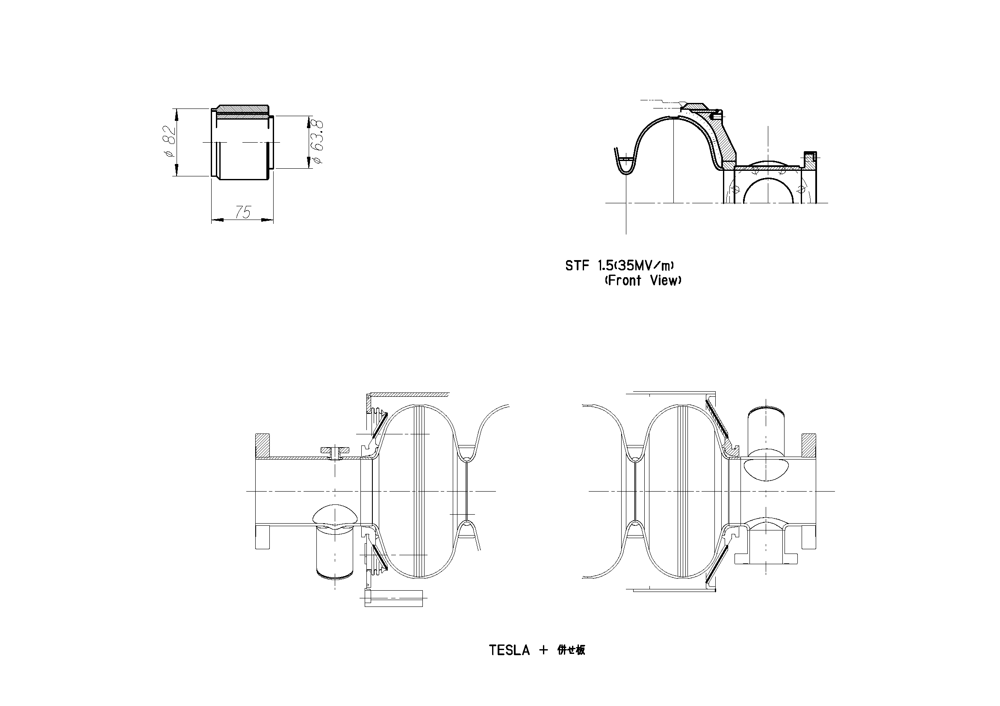 φ 82
φ 63.8
75
STF 1.5(35MV/m)
(Front View)
TESLA + 併せ板